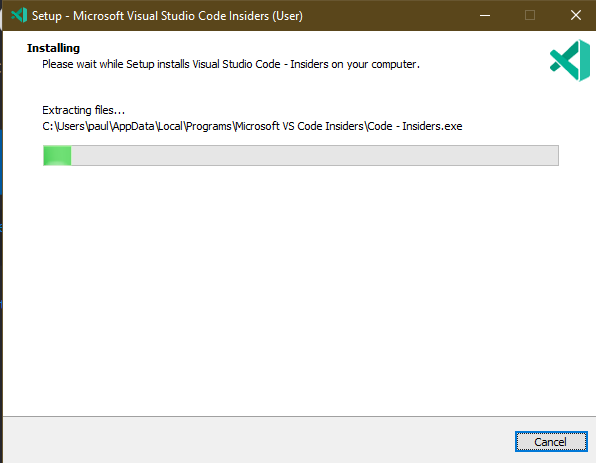 Setup - Microsoft Visual Studio Code Insiders (User)
Installing
Please wait while Setup installs Visual Studio Code - Insiders on your computer.
Extracting files...
C:\Users\paul\AppData\Local\Programs\Microsoft VS Code Insiders\Code - Insiders.exe
Cancel